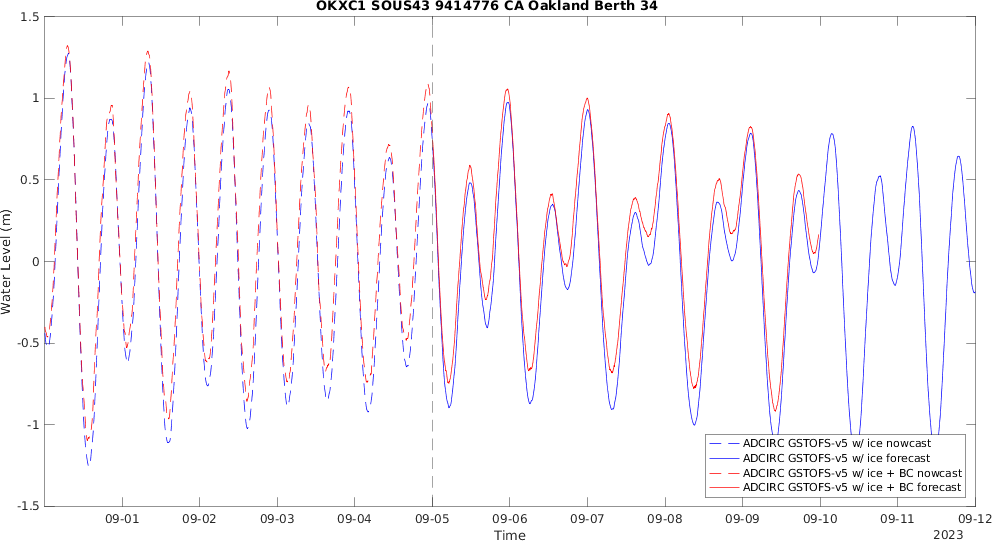 OKXC1 SOUS43 9414776 CA Oakland Berth 34
1.5
1
0.5
0
-0.5
-1
-1.5
Water Level (m)
ADCIRC GSTOFS-v5 w/ ice nowcast
ADCIRC GSTOFS-v5 w/ ice forecast
ADCIRC GSTOFS-v5 w/ ice + BC nowcast
ADCIRC GSTOFS-v5 w/ ice + BC forecast
09-01 09-02 09-03 09-04 09-05 09-06 09-07 09-08 09-09 09-10 09-11 09-12
Time
2023